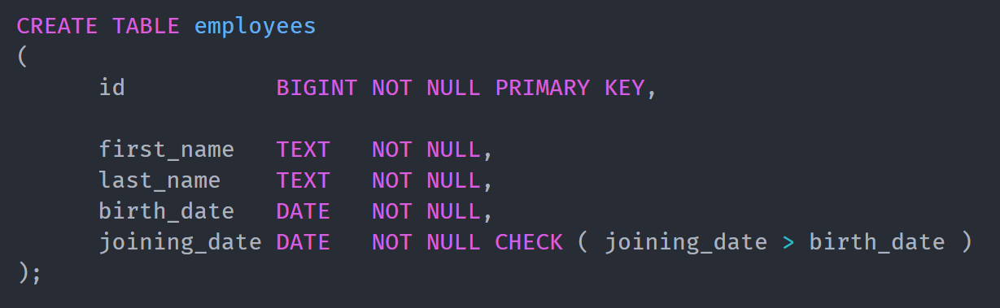 CREATE TABLE employees
(
id BIGINT NOT NULL PRIMARY KEY,
first_name TEXT NOT NULL,
last_name TEXT NOT NULL,
birth_date DATE NOT NULL,
joining_date DATE NOT NULL CHECK ( joining_date > birth_date )
);